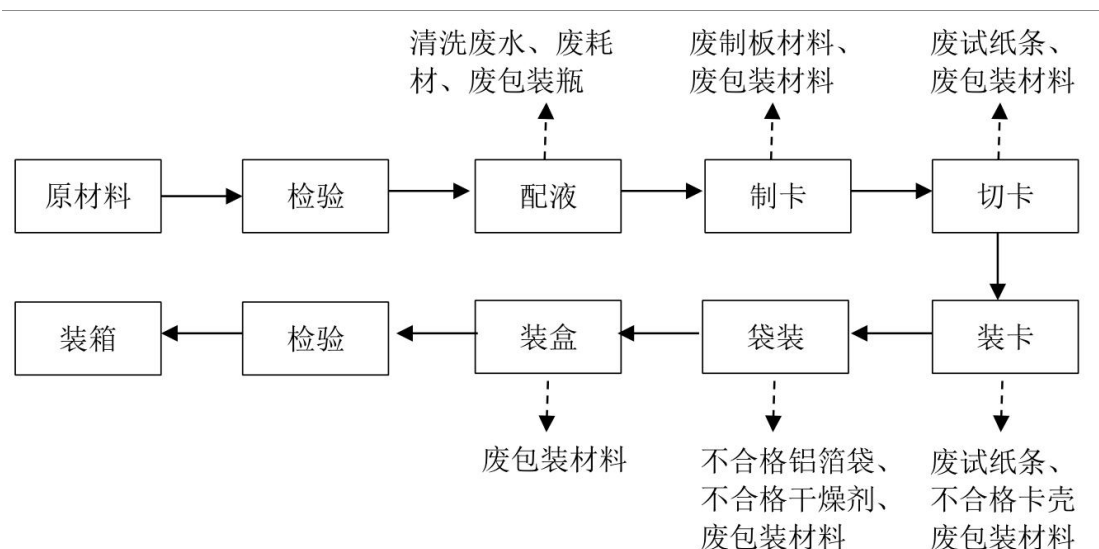 清洗废水、废耗
材、废包装瓶
废制板材料、
废包装材料
废试纸条、
废包装材料
原材料
检验
配液
制卡
切卡
装箱
检验
装盒
袋装
装卡
废包装材料
不合格铝箔袋、
不合格干燥剂、
废包装材料
废试纸条、
不合格卡壳
废包装材料